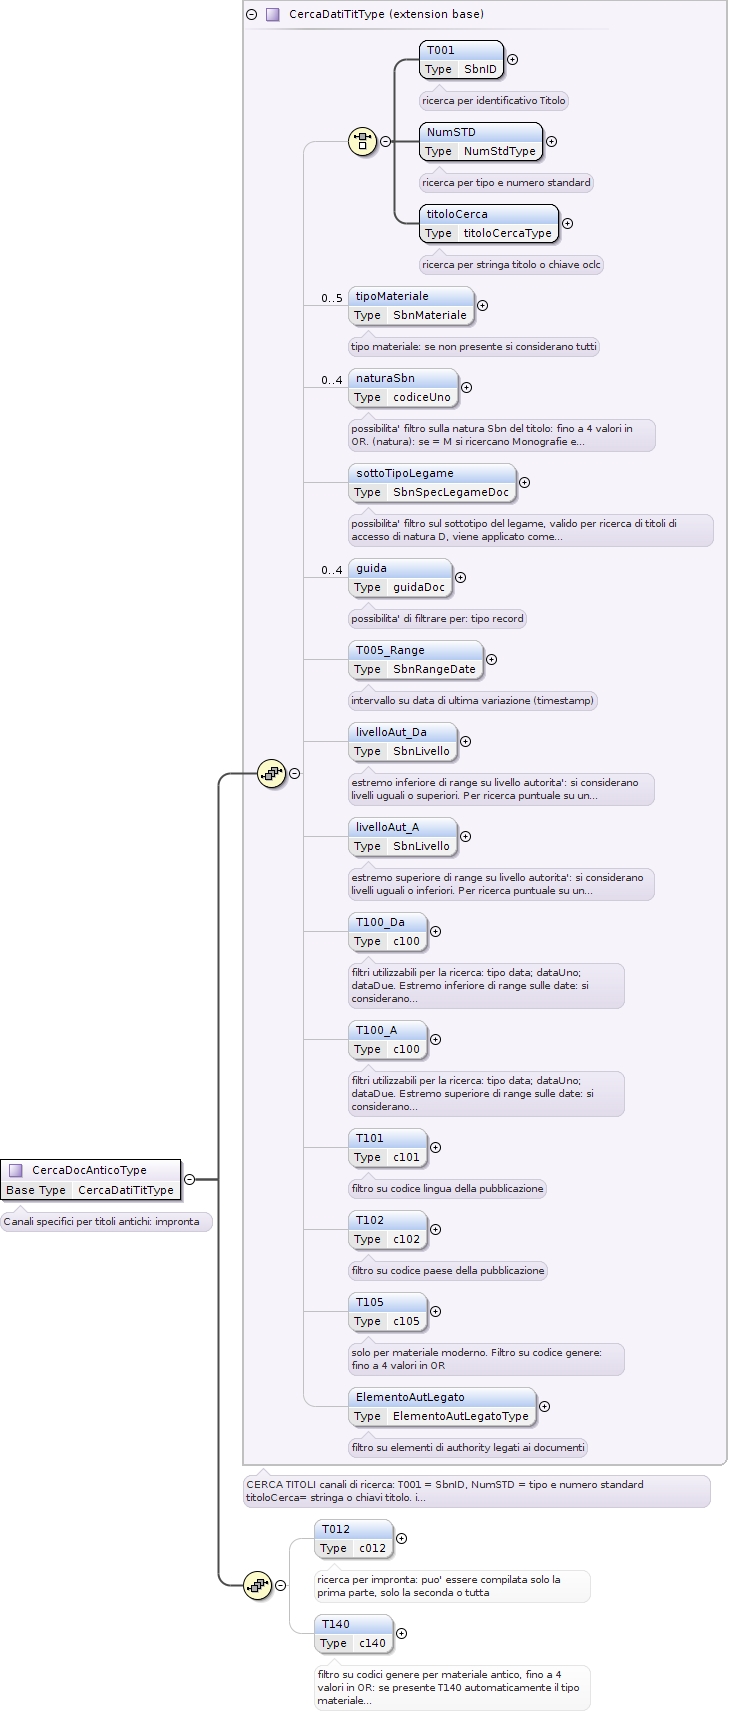 CercaDatiTitType (extension base)
T001
Type SbnID
ricerca per identificativo Titolo
NumSTD
Type NumStdType
ricerca per tipo e numero standard
titoloCerca
Type titoloCercaType
ricerca per stringa titolo o chiave oclc
0..5 tipoMateriale
Type SbnMateriale
tipo materiale: se non presente si considerano tutti
0..4 naturaSbn
Type codiceUno
possibilita' filtro sulla natura Sbn del titolo: fino a 4 valori in
OR. (natura): se = M si ricercano Monografie e...
sottoTipoLegame
Type SbnSpecLegameDoc
possibilita' filtro sul sottotipo del legame, valido per ricerca di titoli di
accesso di natura D, viene applicato come...
0..4 guida
Type guidaDoc
possibilita' di filtrare per: tipo record
T005_Range
Type SbnRangeDate
intervallo su data di ultima variazione (timestamp)
livelloAut_Da
Type SbnLivello
estremo inferiore di range su livello autorita': si considerano
livelli uguali o superiori. Per ricerca puntuale su un...
livelloAut_A
Type SbnLivello
estremo superiore di range su livello autorita': si considerano
livelli uguali o inferiori. Per ricerca puntuale su un...
T100_Da
Type c100
filtri utilizzabili per la ricerca: tipo data; dataUno;
dataDue. Estremo inferiore di range sulle date: si
considerano...
T100_A
Type c100
filtri utilizzabili per la ricerca: tipo data; dataUno;
dataDue. Estremo superiore di range sulle date: si
considerano...
T101
Type c101
filtro su codice lingua della pubblicazione
CercaDocAnticoType
Base Type CercaDatiTitType
Canali specifici per titoli antichi: impronta
T102
Type c102
filtro su codice paese della pubblicazione
T105
Type c105
solo per materiale moderno. Filtro su codice genere:
fino a 4 valori in OR
ElementoAutLegato
Type ElementoAutLegatoType
filtro su elementi di authority legati ai documenti
CERCA TITOLI canali di ricerca: T001 = SbnID, NumSTD = tipo e numero standard
titoloCerca= stringa o chiavi titolo. i...
T012
Type c012
ricerca per impronta: puo' essere compilata solo la
prima parte, solo la seconda o tutta
T140
Type c140
filtro su codici genere per materiale antico, fino a 4
valori in OR: se presente T140 automaticamente il tipo
materiale...